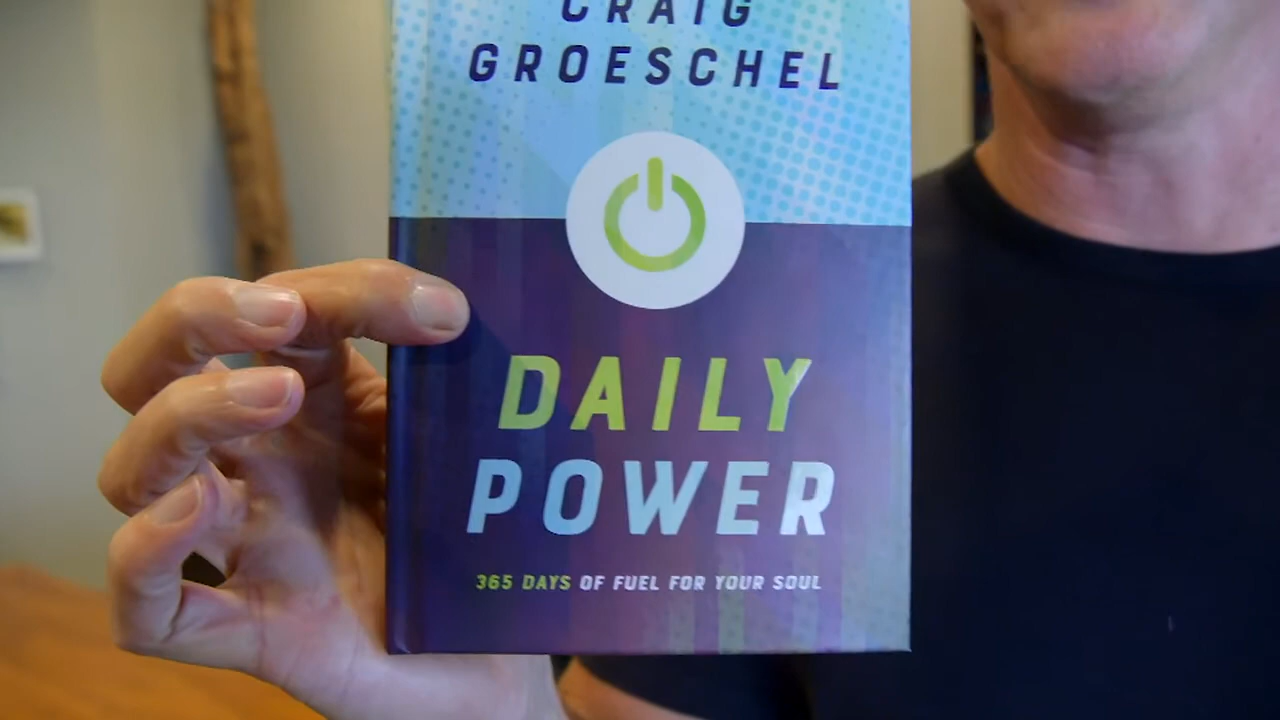 CRAIG
GROESCHEL
DAILY
POWER
365 DAYS OF FUEL FOR YOUR SOUL